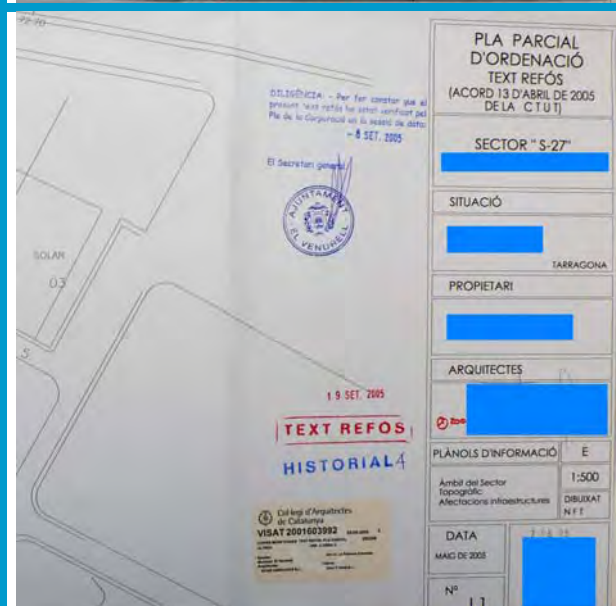 DILIGÈNCIA. - Per fer constar que el
present text refós ha estat verificat pel
Ple de la Corporació en la sessió de data:
- 8 SET. 2005
El Secretari general
AJUNTAMENT
EL VENDRELL
SOLAR
03
5
19 SET. 2005
TEXT REFÓS
HISTORIAL 4
Col·legi d'Arquitectes
de Catalunya
VISAT 2001603992
PLA PARCIAL
D'ORDENACIÓ
TEXT REFÓS
(ACORD 13 D'ABRIL DE 2005
DE LA CTUT)
SECTOR "S-27"
SITUACIÓ
TARRAGONA
PROPIETARI
ARQUITECTES
PLÀNOLS D'INFORMACIÓ
E
Àmbit del Sector
Topogràfic
Afectacions infraestructures
1:500
DIBUIXAT
NFT
DATA
MAIG DE 2005
Nº